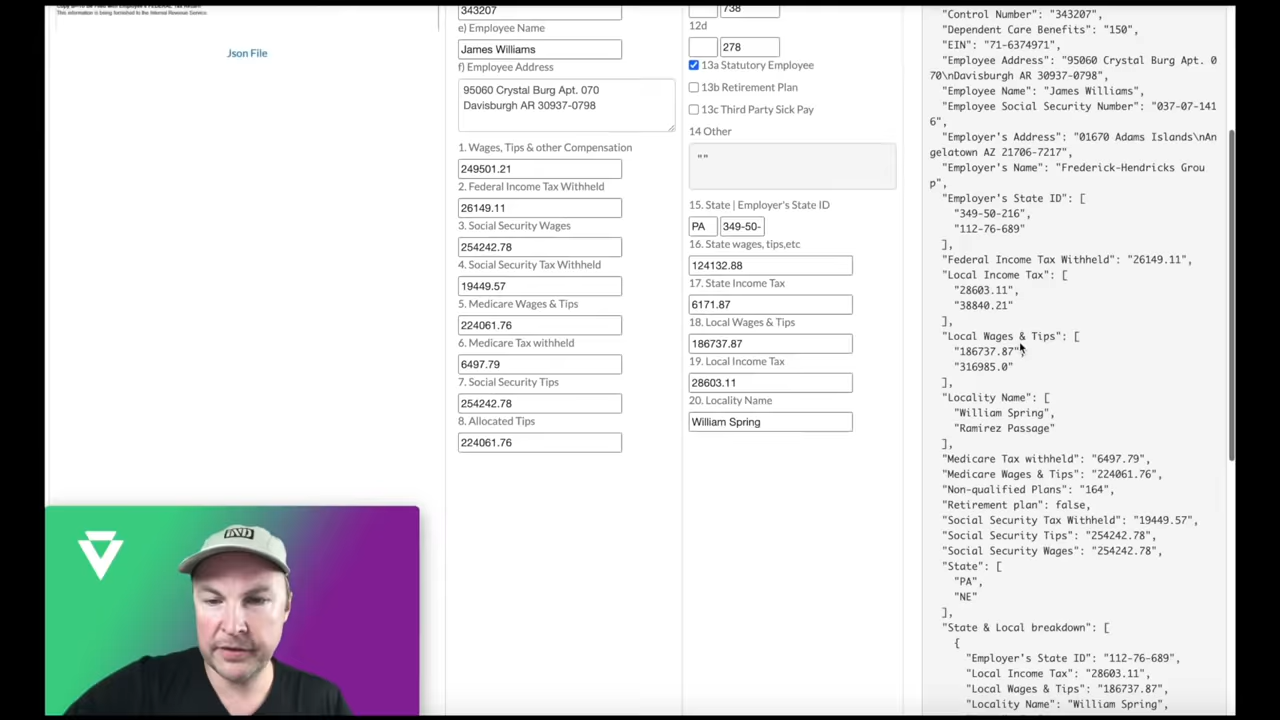 This information is being furnished to the Internal Revenue Service.
Json File
343207
e) Employee Name
James Williams
f) Employee Address
95060 Crystal Burg Apt. 070
Davisburgh AR 30937-0798
1. Wages, Tips & other Compensation
249501.21
2. Federal Income Tax Withheld
26149.11
3. Social Security Wages
254242.78
4. Social Security Tax Withheld
19449.57
5. Medicare Wages & Tips
224061.76
6. Medicare Tax withheld
6497.79
7. Social Security Tips
254242.78
8. Allocated Tips
224061.76
738
12d
278
13a Statutory Employee
13b Retirement Plan
13c Third Party Sick Pay
14 Other
""
15. State | Employer's State ID
PA 349-50-
16. State wages, tips,etc
124132.88
17. State Income Tax
6171.87
18. Local Wages & Tips
186737.87
19. Local Income Tax
28603.11
20. Locality Name
William Spring
"Control Number": "343207",
"Dependent Care Benefits": "150",
"EIN": "71-6374971",
"Employee Address": "95060 Crystal Burg Apt. 0
70\nDavisburgh AR 30937-0798",
"Employee Name": "James Williams",
"Employee Social Security Number": "037-07-141
6",
"Employer's Address": "01670 Adams Islands\nAn
gelatown AZ 21706-7217",
"Employer's Name": "Frederick-Hendricks Grou
p",
"Employer's State ID": [
"349-50-216",
"112-76-689"
],
"Federal Income Tax Withheld": "26149.11",
"Local Income Tax": [
"28603.11",
"38840.21"
],
"Local Wages & Tips": [
"186737.87",
"316985.0"
],
"Locality Name": [
"William Spring",
"Ramirez Passage"
],
"Medicare Tax withheld": "6497.79",
"Medicare Wages & Tips": "224061.76",
"Non-qualified Plans": "164",
"Retirement plan": false,
"Social Security Tax Withheld": "19449.57",
"Social Security Tips": "254242.78",
"Social Security Wages": "254242.78",
"State": [
"PA",
"NE"
],
"State & Local breakdown": [
{
"Employer's State ID": "112-76-689",
"Local Income Tax": "28603.11",
"Local Wages & Tips": "186737.87",
"Locality Name": "William Spring",